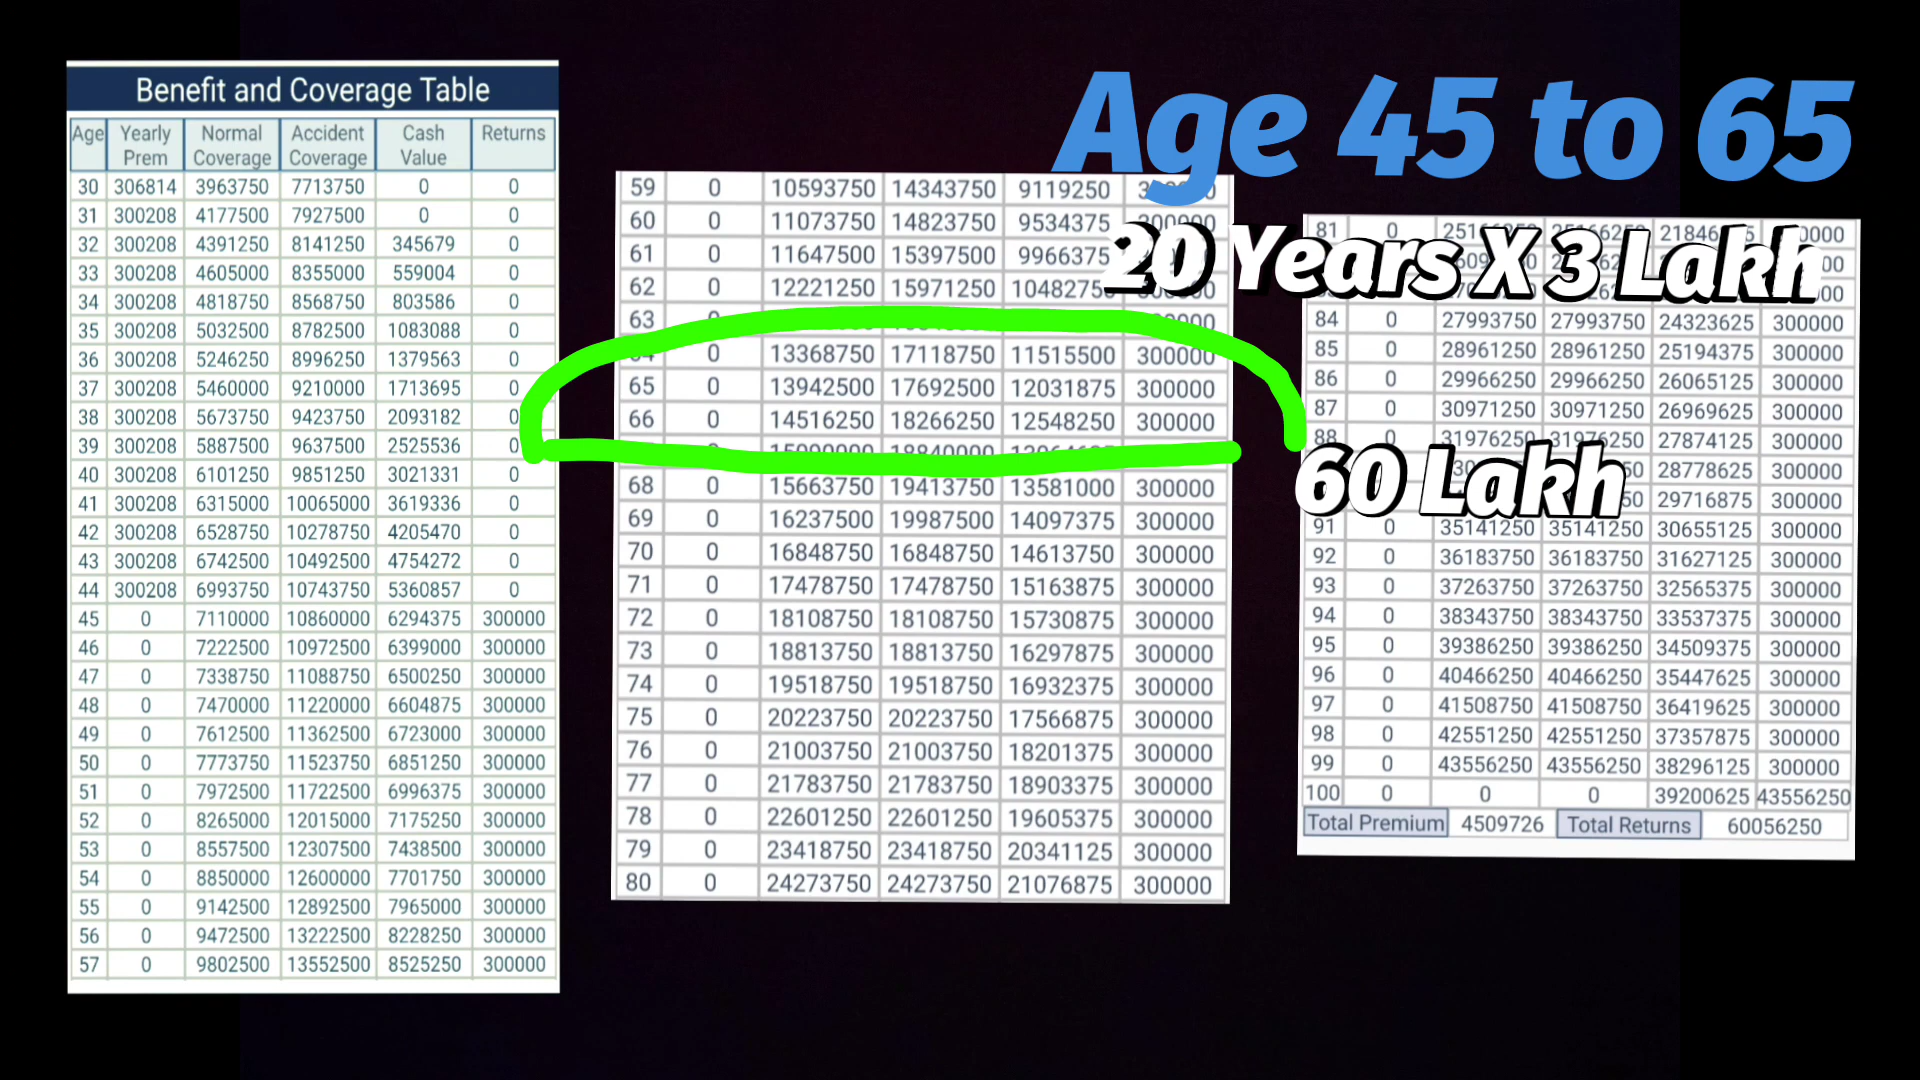 Benefit and Coverage Table
Age Yearly Prem Normal Coverage Accident Coverage Cash Value Returns
30 306814 3963750 7713750 0 0
31 300208 4177500 7927500 0 0
32 300208 4391250 8141250 345679 0
33 300208 4605000 8355000 559004 0
34 300208 4818750 8568750 803586 0
35 300208 5032500 8782500 1083088 0
36 300208 5246250 8996250 1379563 0
37 300208 5460000 9210000 1713695 0
38 300208 5673750 9423750 2093182 0
39 300208 5887500 9637500 2525536 0
40 300208 6101250 9851250 3021331 0
41 300208 6315000 10065000 3619336 0
42 300208 6528750 10278750 4205470 0
43 300208 6742500 10492500 4754272 0
44 300208 6993750 10743750 5360857 0
45 0 7110000 10860000 6294375 300000
46 0 7222500 10972500 6399000 300000
47 0 7338750 11088750 6500250 300000
48 0 7470000 11220000 6604875 300000
49 0 7612500 11362500 6723000 300000
50 0 7773750 11523750 6851250 300000
51 0 7972500 11722500 6996375 300000
52 0 8265000 12015000 7175250 300000
53 0 8557500 12307500 7438500 300000
54 0 8850000 12600000 7701750 300000
55 0 9142500 12892500 7965000 300000
56 0 9472500 13222500 8228250 300000
57 0 9802500 13552500 8525250 300000
59 0 10593750 14343750 9119250
60 0 11073750 14823750 9534375 300000
61 0 11647500 15397500 9966375
62 0 12221250 15971250 10482750 300000
63 0
0 13368750 17118750 11515500 300000
65 0 13942500 17692500 12031875 300000
66 0 14516250 18266250 12548250 300000
68 0 15663750 19413750 13581000 300000
69 0 16237500 19987500 14097375 300000
70 0 16848750 16848750 14613750 300000
71 0 17478750 17478750 15163875 300000
72 0 18108750 18108750 15730875 300000
73 0 18813750 18813750 16297875 300000
74 0 19518750 19518750 16932375 300000
75 0 20223750 20223750 17566875 300000
76 0 21003750 21003750 18201375 300000
77 0 21783750 21783750 18903375 300000
78 0 22601250 22601250 19605375 300000
79 0 23418750 23418750 20341125 300000
80 0 24273750 24273750 21076875 300000
Age 45 to 65
20 Years X 3 Lakh
60 Lakh
81 0
84 0 27993750 27993750 24323625 300000
85 0 28961250 28961250 25194375 300000
86 0 29966250 29966250 26065125 300000
87 0 30971250 30971250 26969625 300000
88 0 31976250 31976250 27874125 300000
28778625 300000
29716875 300000
91 0 35141250 35141250 30655125 300000
92 0 36183750 36183750 31627125 300000
93 0 37263750 37263750 32565375 300000
94 0 38343750 38343750 33537375 300000
95 0 39386250 39386250 34509375 300000
96 0 40466250 40466250 35447625 300000
97 0 41508750 41508750 36419625 300000
98 0 42551250 42551250 37357875 300000
99 0 43556250 43556250 38296125 300000
100 0 0 0 39200625 43556250
Total Premium 4509726 Total Returns 60056250